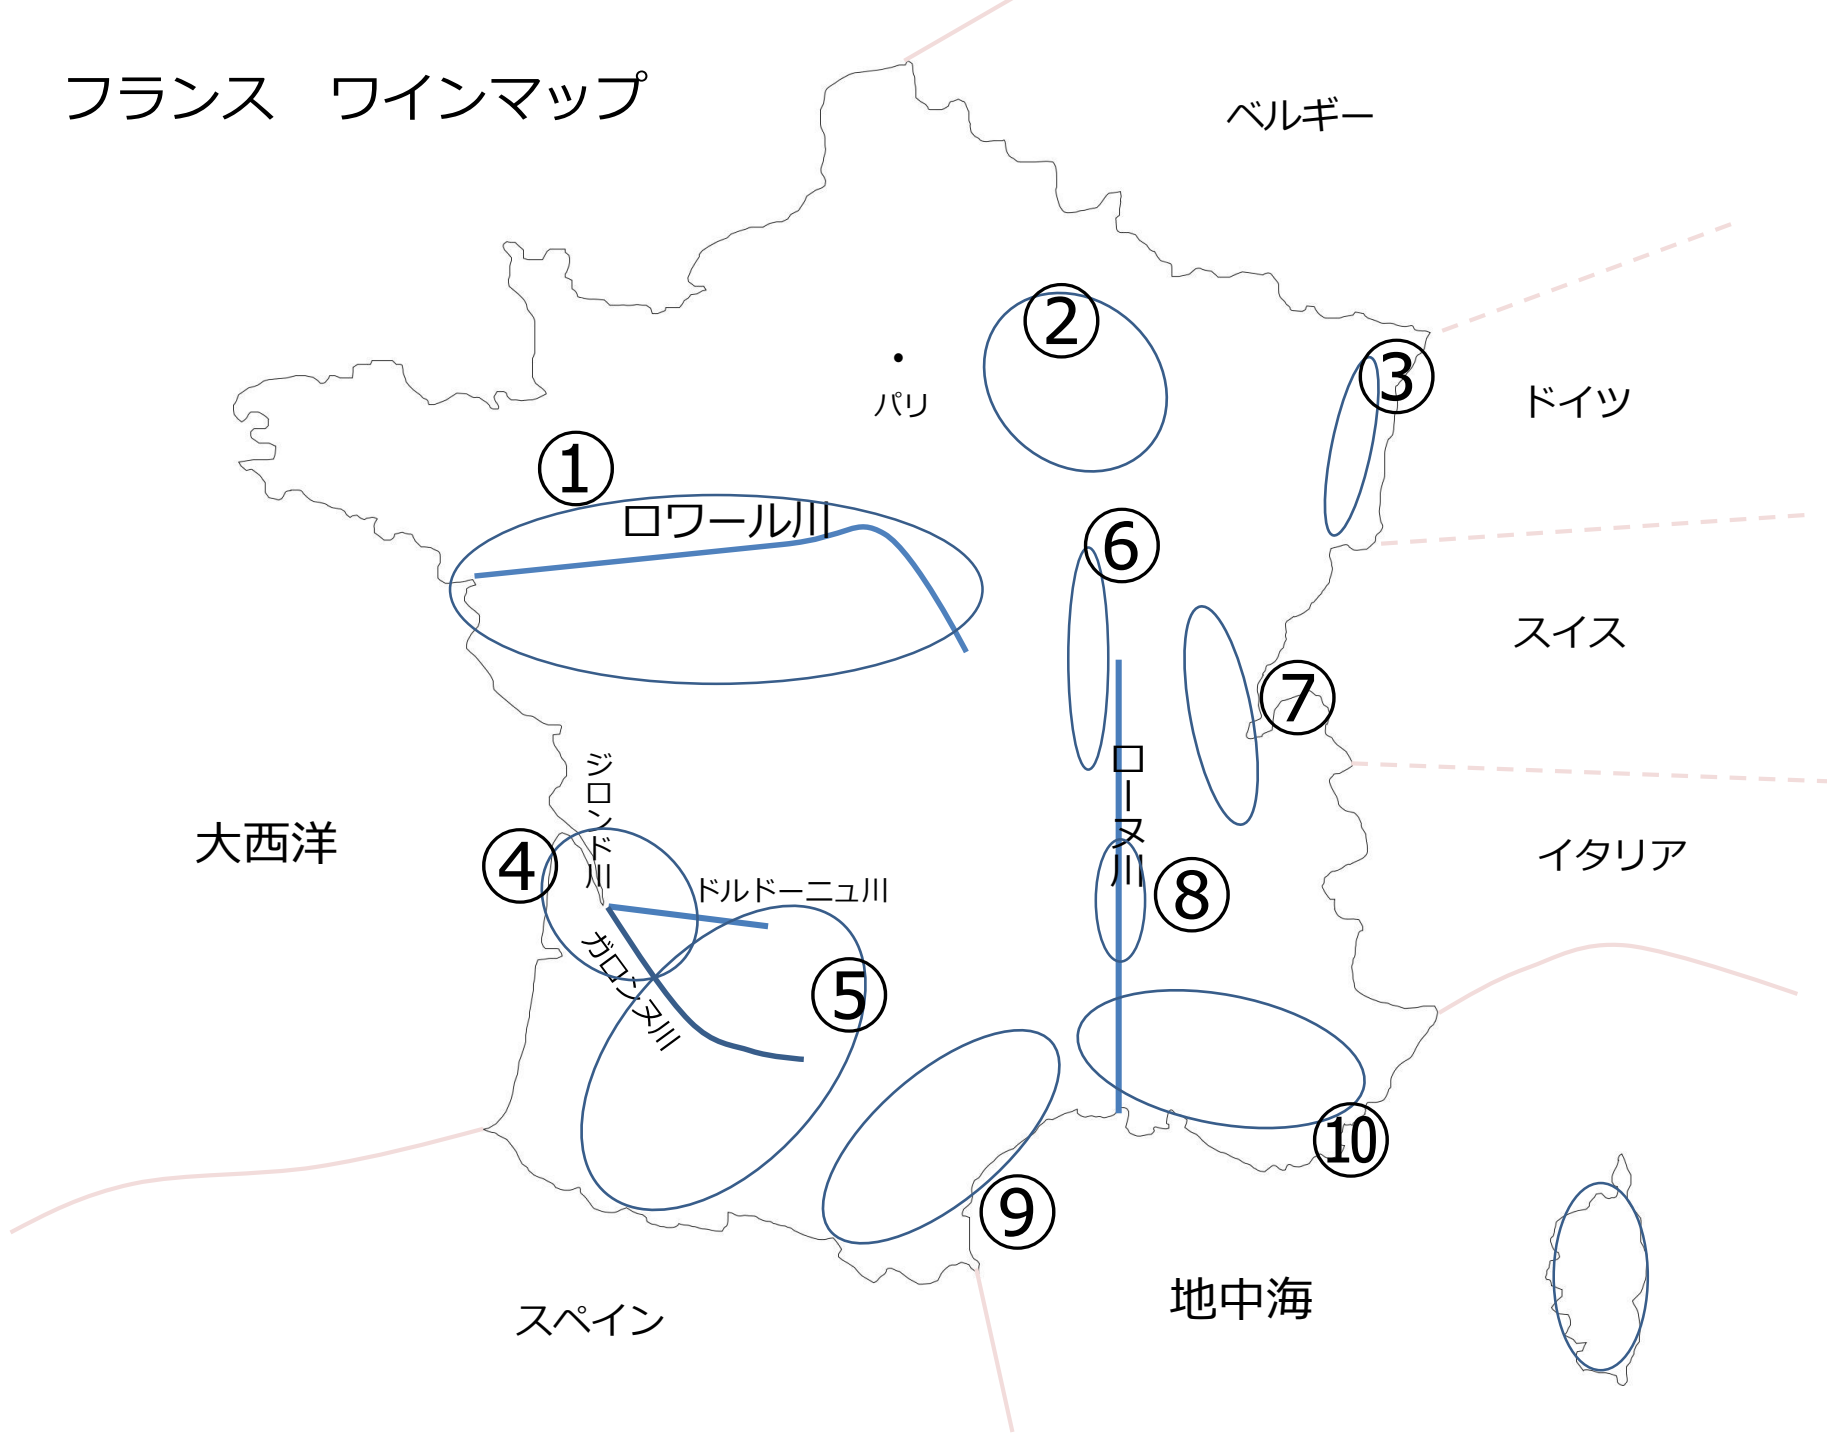 フランス　ワインマップ
ベルギー
②
③
パリ
ドイツ
①
ロワール川
⑥
スイス
⑦
ジロンド川
ローヌ川
大西洋
④
イタリア
ドルドーニュ川
⑧
ガロンヌ川
⑤
⑩
⑨
地中海
スペイン